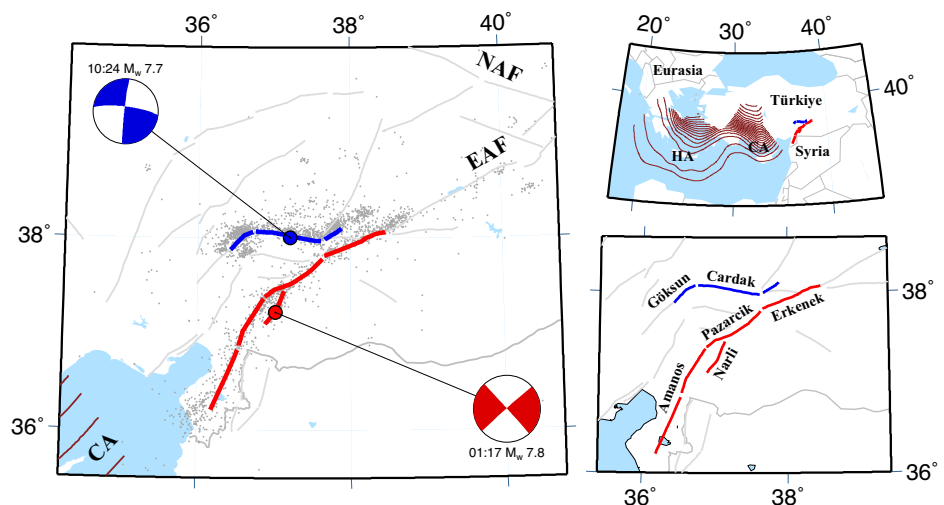 36˚
38˚
40˚
10:24 Mw 7.7
NAF
EAF
38˚
36˚
CA
01:17 Mw 7.8
20˚
30˚
40˚
Eurasia
40˚
Türkiye
HA
CA
Syria
Göksun
Cardak
38˚
Pazarcik
Erkenek
Narli
Amanos
36˚
36˚
38˚